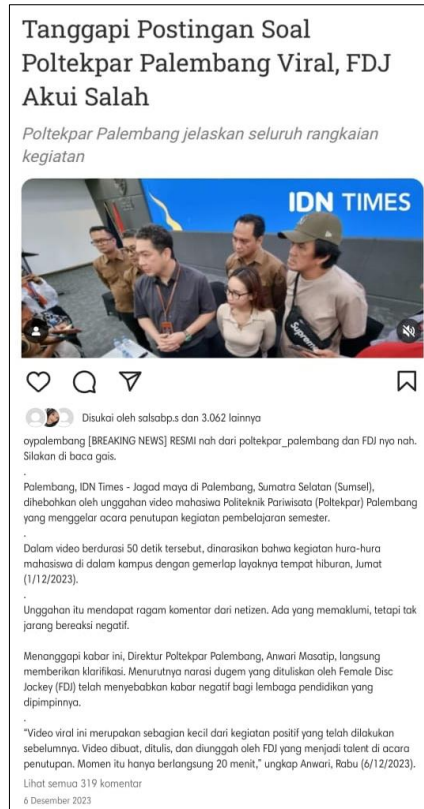 Tanggapi Postingan Soal
Poltekpar Palembang Viral, FDJ
Akui Salah
Poltekpar Palembang jelaskan seluruh rangkaian
kegiatan
IDN TIMES
Supreme
Disukai oleh salsabp.s dan 3.062 lainnya
oypalembang [BREAKING NEWS] RESMI nah dari poltekpar_palembang dan FDJ nyo nah.
Silakan di baca gais.
.
Palembang, IDN Times - Jagad maya di Palembang, Sumatra Selatan (Sumsel),
dihebohkan oleh unggahan video mahasiwa Politeknik Pariwisata (Poltekpar) Palembang
yang menggelar acara penutupan kegiatan pembelajaran semester.
.
Dalam video berdurasi 50 detik tersebut, dinarasikan bahwa kegiatan hura-hura
mahasiswa di dalam kampus dengan gemerlap layaknya tempat hiburan, Jumat
(1/12/2023).
.
Unggahan itu mendapat ragam komentar dari netizen. Ada yang memaklumi, tetapi tak
jarang bereaksi negatif.
Menanggapi kabar ini, Direktur Poltekpar Palembang, Anwari Masatip, langsung
memberikan klarifikasi. Menurutnya narasi dugem yang dituliskan oleh Female Disc
Jockey (FDJ) telah menyebabkan kabar negatif bagi lembaga pendidikan yang
dipimpinnya.
.
"Video viral ini merupakan sebagian kecil dari kegiatan positif yang telah dilakukan
sebelumnya. Video dibuat, ditulis, dan diunggah oleh FDJ yang menjadi talent di acara
penutupan. Momen itu hanya berlangsung 20 menit," ungkap Anwari, Rabu (6/12/2023).
Lihat semua 319 komentar
6 Desember 2023